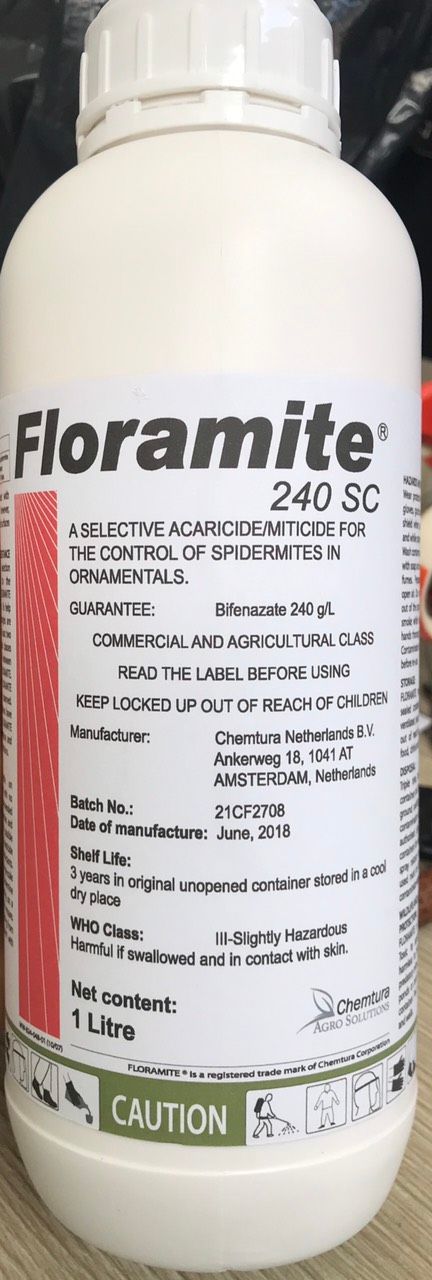 Floramite®
240 SC
A SELECTIVE ACARICIDE/MITICIDE FOR
THE CONTROL OF SPIDERMITES IN
ORNAMENTALS.
GUARANTEE: Bifenazate 240 g/L
COMMERCIAL AND AGRICULTURAL CLASS
READ THE LABEL BEFORE USING
KEEP LOCKED UP OUT OF REACH OF CHILDREN
Manufacturer: Chemtura Netherlands B.V.
Ankerweg 18, 1041 AT
AMSTERDAM, Netherlands
Batch No.: 21CF2708
Date of manufacture: June, 2018
Shelf Life:
3 years in original unopened container stored in a cool
dry place
WHO Class: III-Slightly Hazardous
Harmful if swallowed and in contact with skin.
Net content:
1 Litre
Chemtura
AGRO SOLUTIONS
FLORAMITE ® is a registered trade mark of Chemtura Corporation
CAUTION